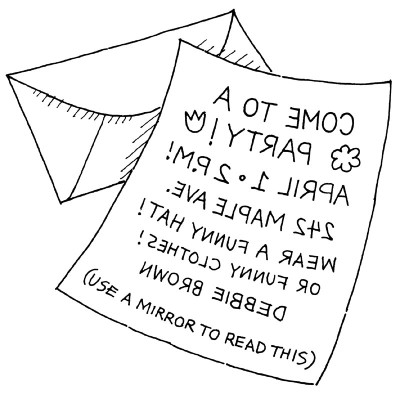 COME TO A
PARTY!
APRIL 1 • 2 P.M.!
242 MAPLE AVE.
WEAR A FUNNY HAT!
OR FUNNY CLOTHES!
DEBBIE BROWN
(USE A MIRROR TO READ THIS)